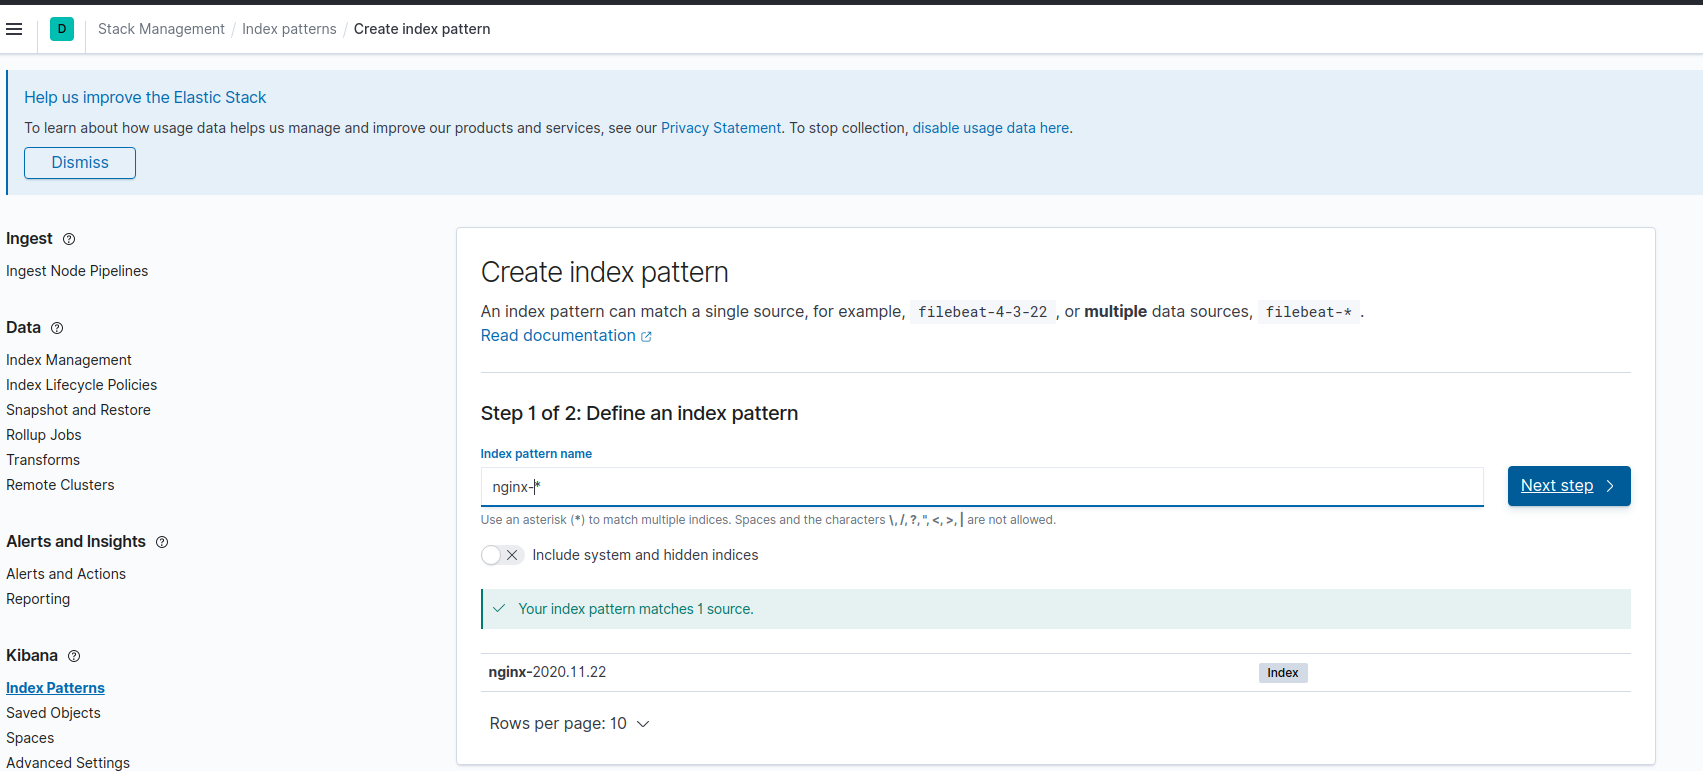 D Stack Management / Index patterns / Create index pattern
Help us improve the Elastic Stack
To learn about how usage data helps us manage and improve our products and services, see our Privacy Statement. To stop collection, disable usage data here.
Dismiss
Ingest
Ingest Node Pipelines
Data
Index Management
Index Lifecycle Policies
Snapshot and Restore
Rollup Jobs
Transforms
Remote Clusters
Alerts and Insights
Alerts and Actions
Reporting
Kibana
Index Patterns
Saved Objects
Spaces
Advanced Settings
Create index pattern
An index pattern can match a single source, for example, filebeat-4-3-22 , or multiple data sources, filebeat-* .
Read documentation
Step 1 of 2: Define an index pattern
Index pattern name
nginx-*
Next step
Use an asterisk (*) to match multiple indices. Spaces and the characters \, /, ?, ", <, >, | are not allowed.
Include system and hidden indices
Your index pattern matches 1 source.
nginx-2020.11.22 Index
Rows per page: 10